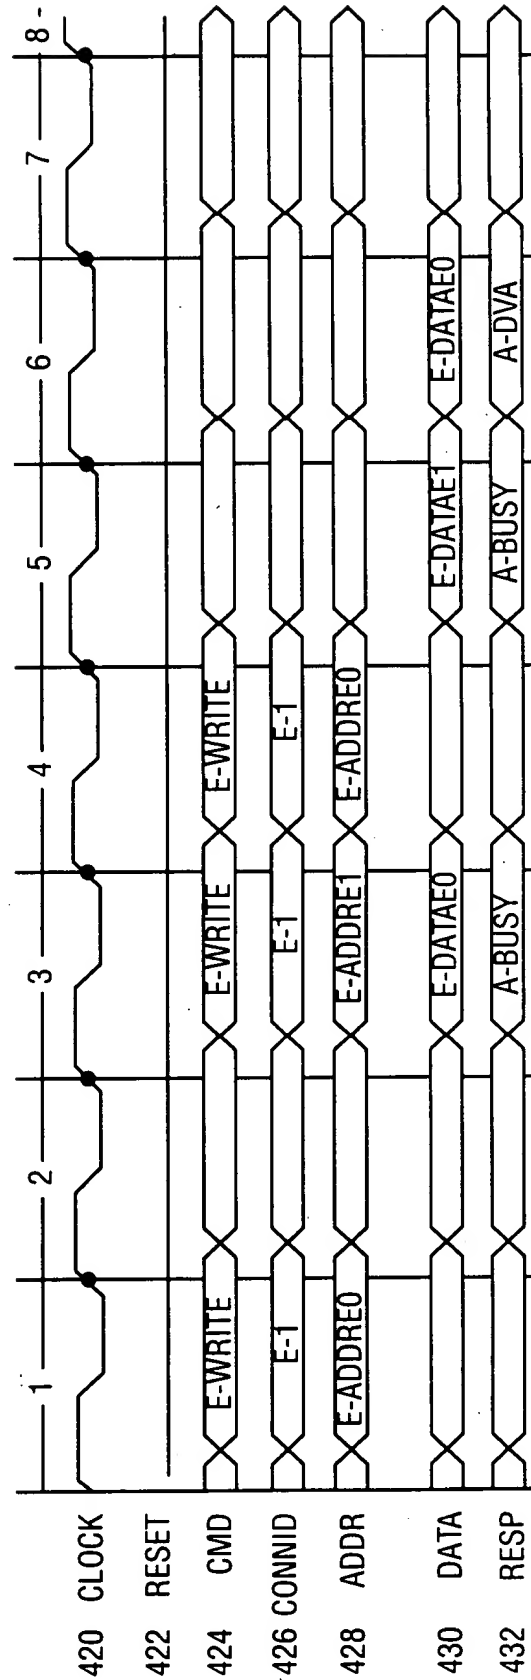 1 2 3 4 5 6 7 8
420 CLOCK
422 RESET
424 CMD E-WRITE E-WRITE E-WRITE
426 CONNID E-1 E-1 E-1
428 ADDR E-ADDRE0 E-ADDRE1 E-ADDRE0
430 DATA E-DATAE0 E-DATAE1 E-DATAE0
432 RESP A-BUSY A-BUSY A-DVA